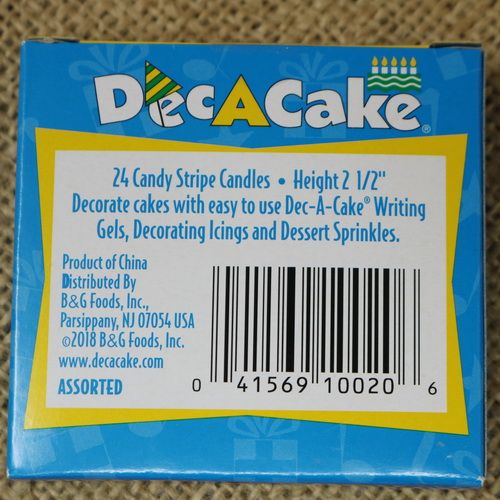 DecACake®
24 Candy Stripe Candles • Height 2 1/2"
Decorate cakes with easy to use Dec-A-Cake® Writing
Gels, Decorating Icings and Dessert Sprinkles.
Product of China
Distributed By
B&G Foods, Inc.,
Parsippany, NJ 07054 USA
©2018 B&G Foods, Inc.
www.decacake.com
ASSORTED
0 41569 10020 6